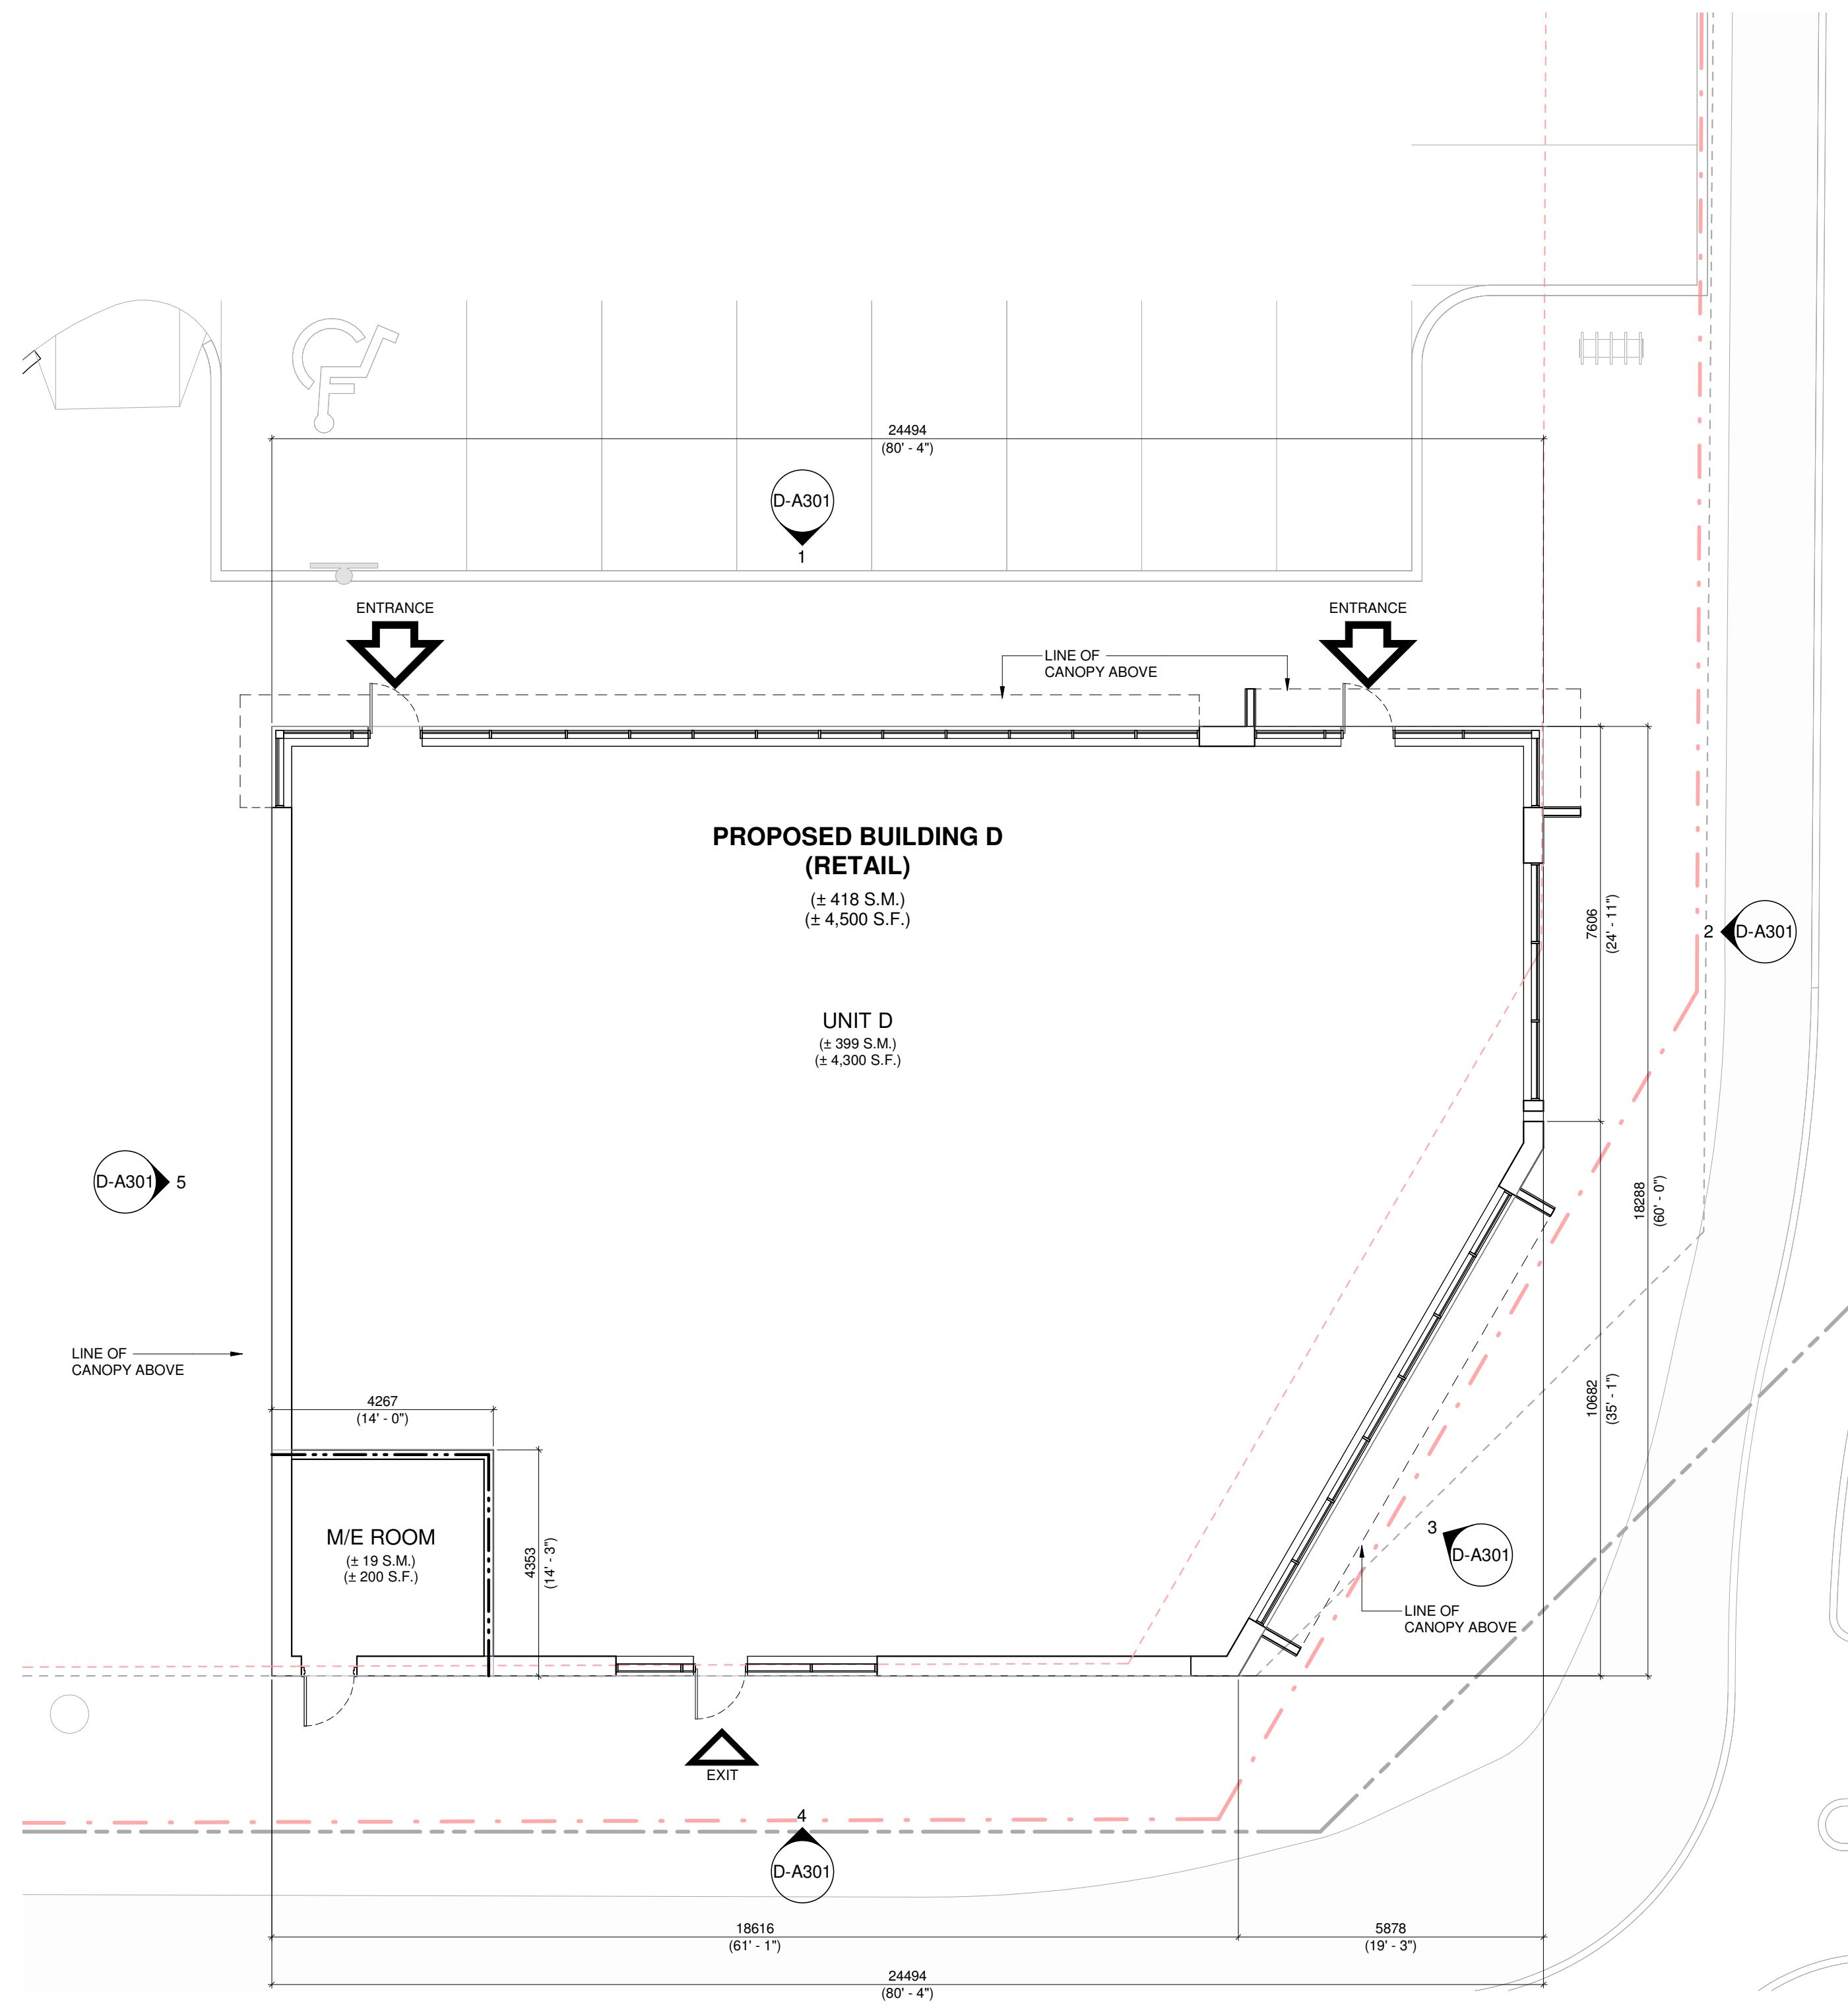 24494
(80' - 4")
D-A301
1
ENTRANCE
ENTRANCE
LINE OF
CANOPY ABOVE
PROPOSED BUILDING D
(RETAIL)
(± 418 S.M.)
(± 4,500 S.F.)
7606
(24' - 11")
2
D-A301
UNIT D
(± 399 S.M.)
(± 4,300 S.F.)
D-A301
5
18288
(60' - 0")
LINE OF
CANOPY ABOVE
4267
(14' - 0")
10682
(35' - 1")
M/E ROOM
(± 19 S.M.)
(± 200 S.F.)
4353
(14' - 3")
3
D-A301
LINE OF
CANOPY ABOVE
EXIT
4
D-A301
18616
(61' - 1")
5878
(19' - 3")
24494
(80' - 4")